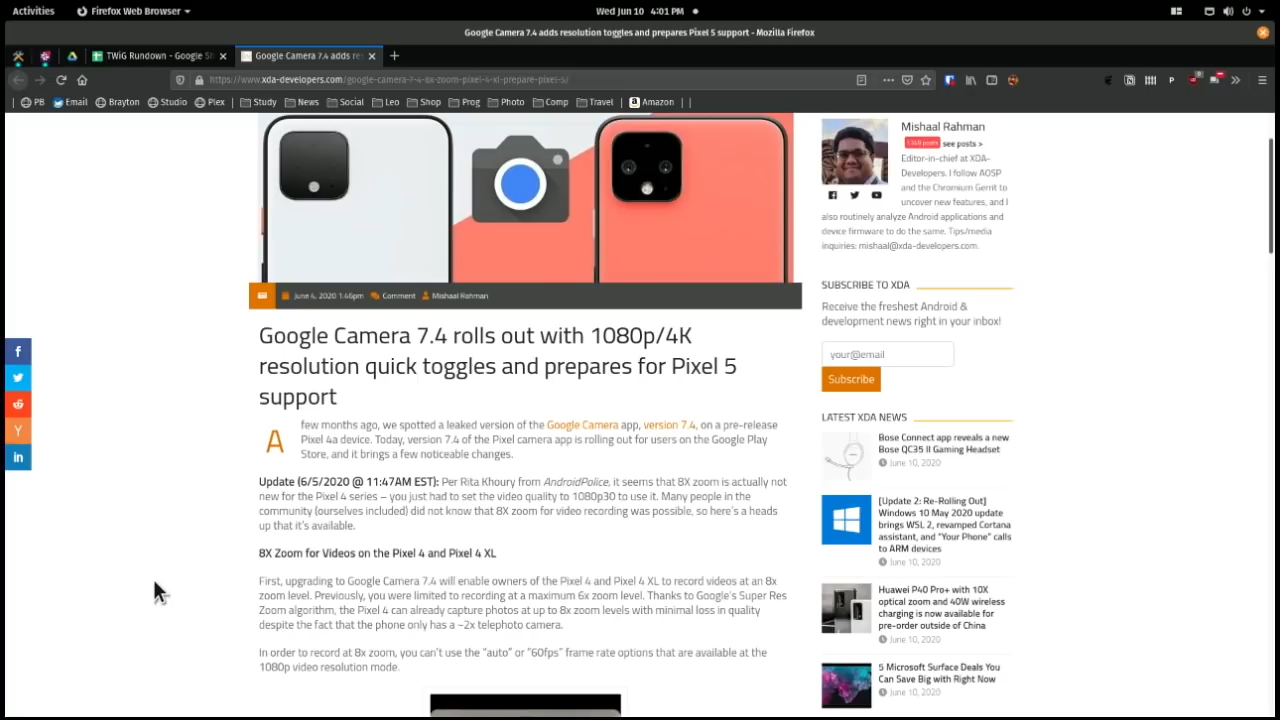 Activities
Firefox Web Browser
Wed Jun 10 4:01 PM
Google Camera 7.4 adds resolution toggles and prepares Pixel 5 support - Mozilla Firefox
TWiG Rundown - Google Sh
Google Camera 7.4 adds res
https://www.xda-developers.com/google-camera-7-4-8x-zoom-pixel-4-xl-prepare-pixel-5/
PB
Email
Brayton
Studio
Plex
Study
News
Social
Leo
Shop
Prog
Photo
Comp
Travel
Amazon
June 4, 2020 1:46pm
Comment
Mishaal Rahman
Google Camera 7.4 rolls out with 1080p/4K
resolution quick toggles and prepares for Pixel 5
support
A few months ago, we spotted a leaked version of the Google Camera app, version 7.4, on a pre-release
Pixel 4a device. Today, version 7.4 of the Pixel camera app is rolling out for users on the Google Play
Store, and it brings a few noticeable changes.
Update (6/5/2020 @ 11:47AM EST): Per Rita Khoury from AndroidPolice, it seems that 8X zoom is actually not
new for the Pixel 4 series – you just had to set the video quality to 1080p30 to use it. Many people in the
community (ourselves included) did not know that 8X zoom for video recording was possible, so here's a heads
up that it's available.
8X Zoom for Videos on the Pixel 4 and Pixel 4 XL
First, upgrading to Google Camera 7.4 will enable owners of the Pixel 4 and Pixel 4 XL to record videos at an 8x
zoom level. Previously, you were limited to recording at a maximum 6x zoom level. Thanks to Google's Super Res
Zoom algorithm, the Pixel 4 can already capture photos at up to 8x zoom levels with minimal loss in quality
despite the fact that the phone only has a ~2x telephoto camera.
In order to record at 8x zoom, you can't use the "auto" or "60fps" frame rate options that are available at the
1080p video resolution mode.
Mishaal Rahman
posts see posts >
Editor-in-chief at XDA-
Developers. I follow AOSP
and the Chromium Gerrit to
uncover new features, and I
also routinely analyze Android applications and
device firmware to do the same. Tips/media
inquiries: mishaal@xda-developers.com.
SUBSCRIBE TO XDA
Receive the freshest Android &
development news right in your inbox!
your@email
Subscribe
LATEST XDA NEWS
Bose Connect app reveals a new
Bose QC35 II Gaming Headset
June 10, 2020
[Update 2: Re-Rolling Out]
Windows 10 May 2020 update
brings WSL 2, revamped Cortana
assistant, and "Your Phone" calls
to ARM devices
June 10, 2020
Huawei P40 Pro+ with 10X
optical zoom and 40W wireless
charging is now available for
pre-order outside of China
June 10, 2020
5 Microsoft Surface Deals You
Can Save Big with Right Now
June 10, 2020